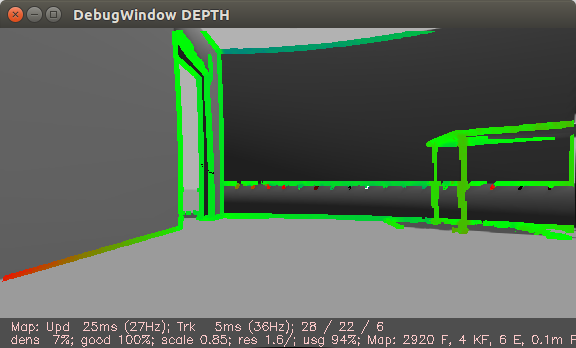 DebugWindow DEPTH
Map: Upd 25ms (27Hz); Trk 5ms (36Hz); 28 / 22 / 6
dens 7%; good 100%; scale 0.85; res 1.6/; usg 94%; Map: 2920 F, 4 KF, 6 E, 0.1m F